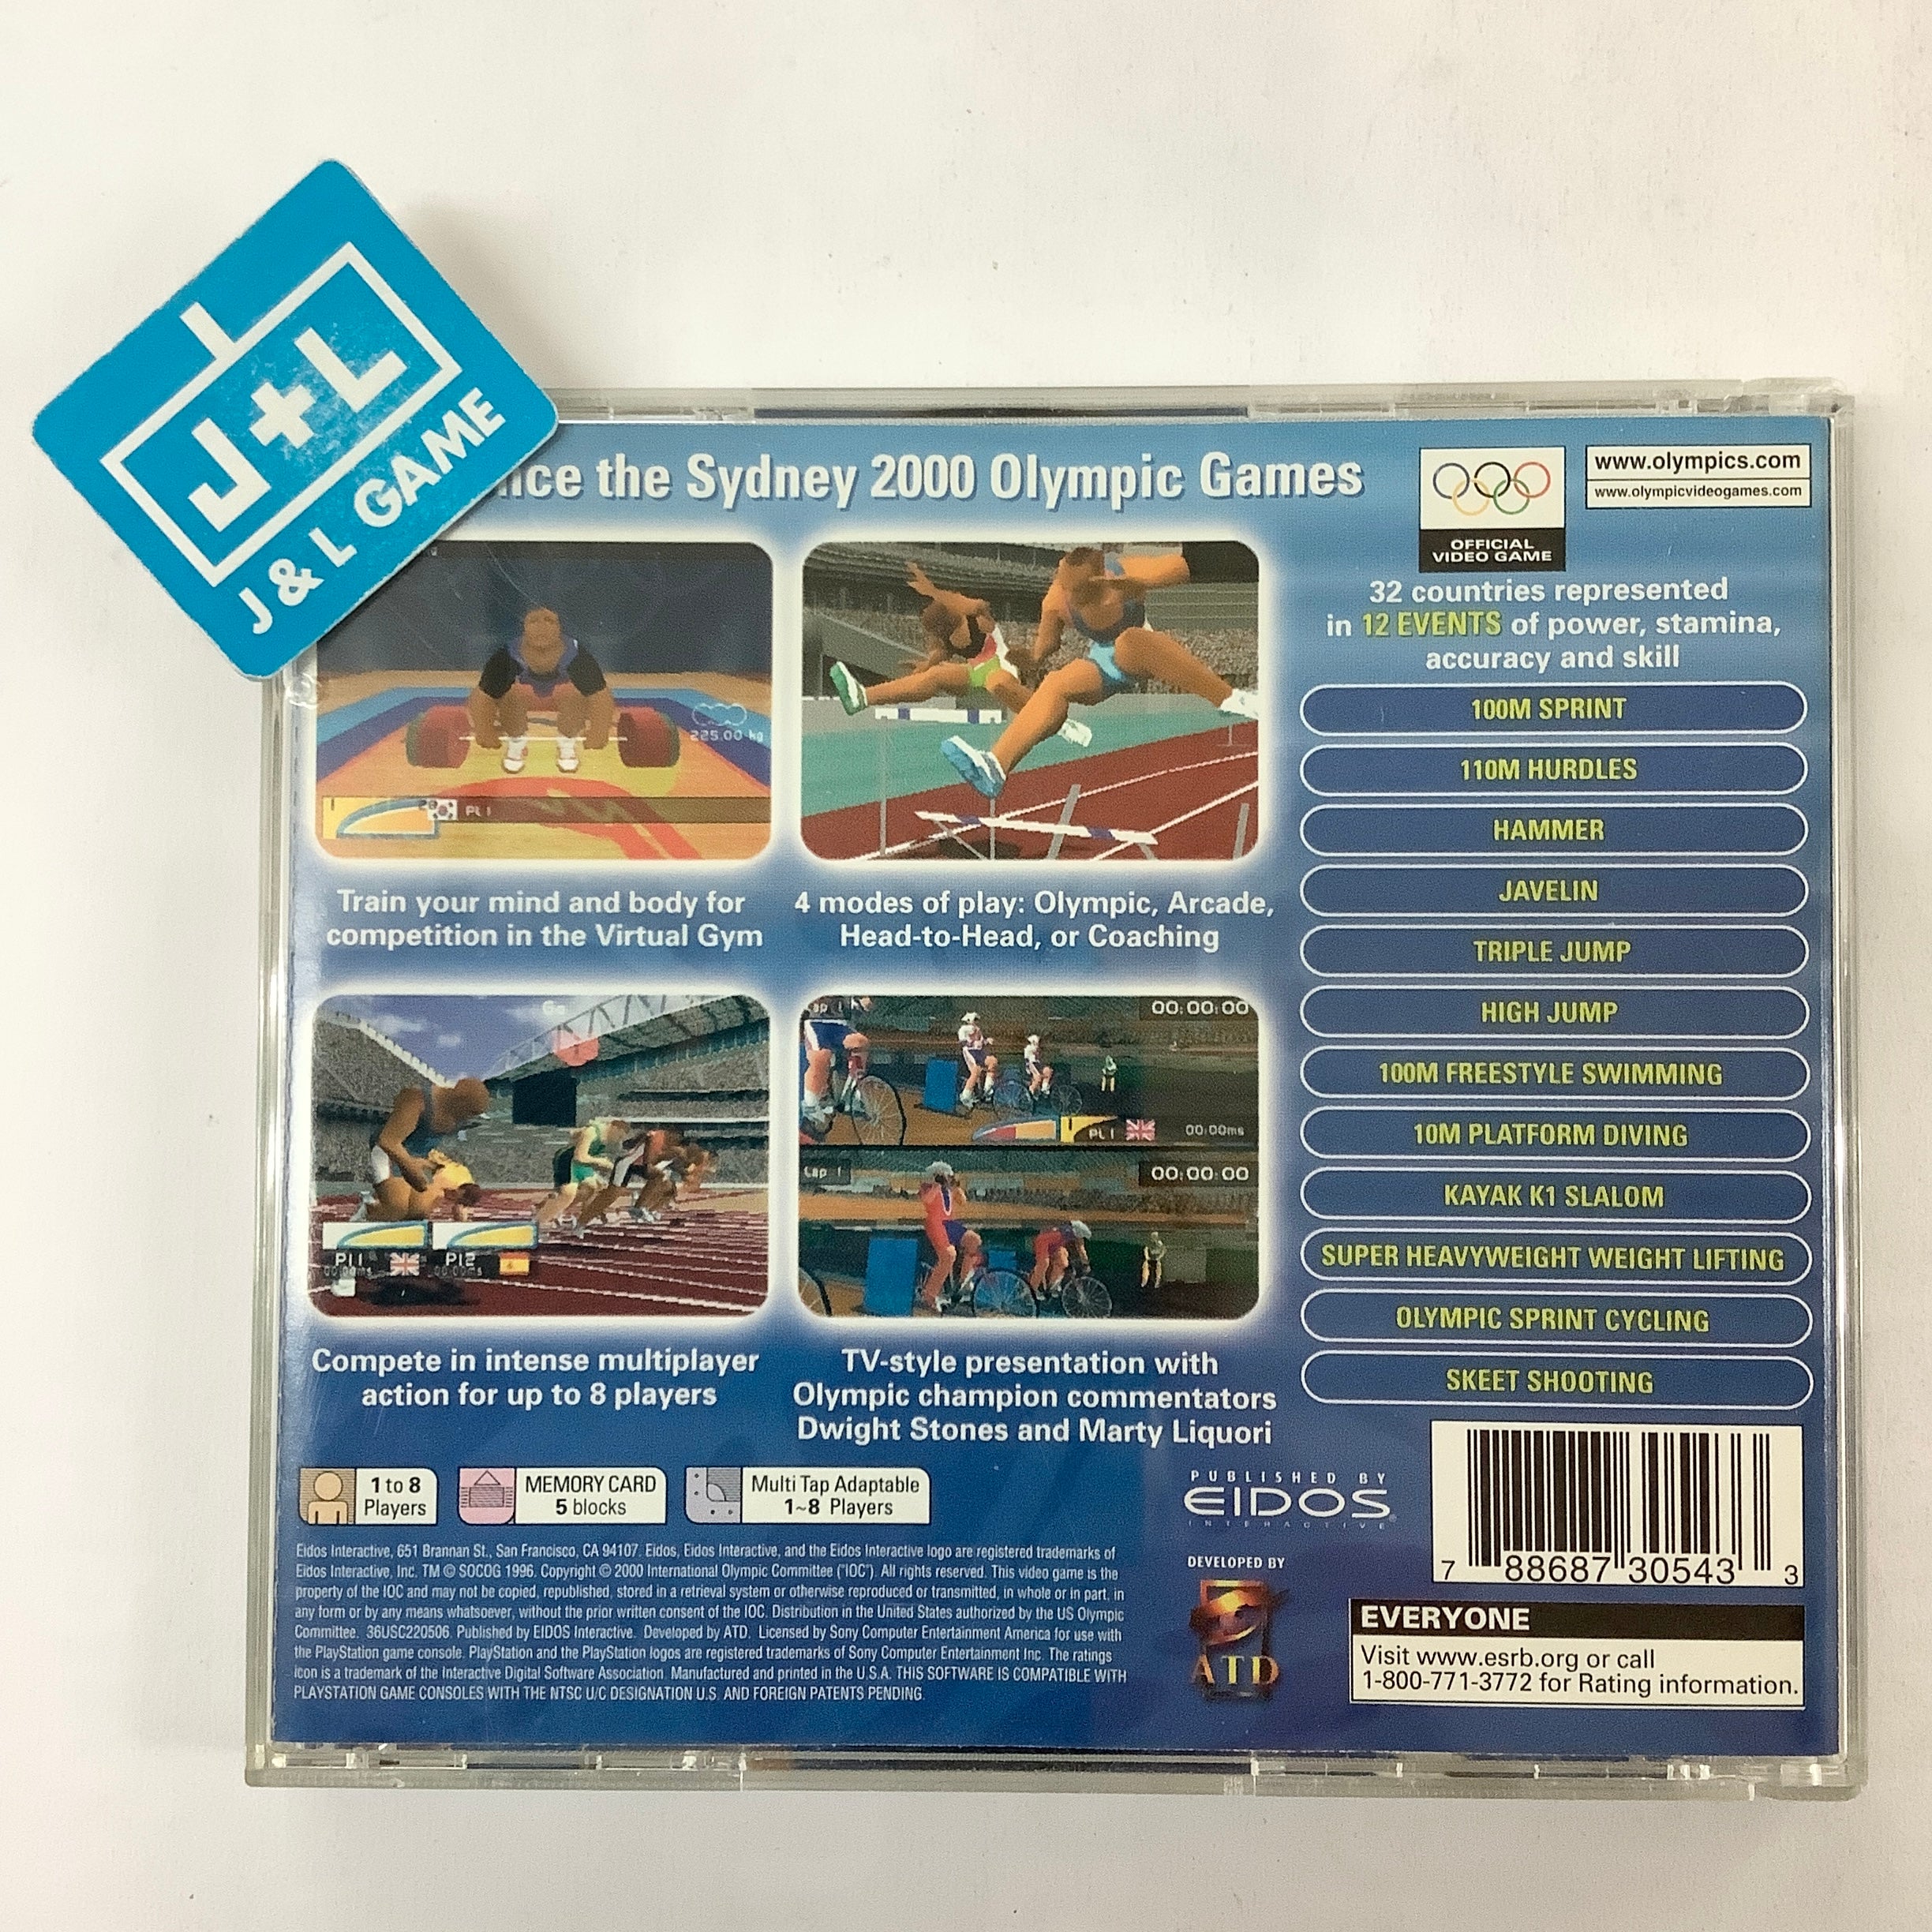 J+L
J & L GAME
nce the Sydney 2000 Olympic Games
OFFICIAL
VIDEO GAME
www.olympics.com
www.olympicvideogames.com
225.00 kg
PL1
Train your mind and body for
competition in the Virtual Gym
4 modes of play: Olympic, Arcade,
Head-to-Head, or Coaching
32 countries represented
in 12 EVENTS of power, stamina,
accuracy and skill
100M SPRINT
110M HURDLES
HAMMER
JAVELIN
TRIPLE JUMP
HIGH JUMP
100M FREESTYLE SWIMMING
10M PLATFORM DIVING
KAYAK K1 SLALOM
SUPER HEAVYWEIGHT WEIGHT LIFTING
OLYMPIC SPRINT CYCLING
SKEET SHOOTING
PL1 PL2
00:00ms 00:00ms
00:00:00
PL1 00:00ms
Lap 1 00:00:00
Compete in intense multiplayer
action for up to 8 players
TV-style presentation with
Olympic champion commentators
Dwight Stones and Marty Liquori
1 to 8
Players
MEMORY CARD
5 blocks
Multi Tap Adaptable
1~8 Players
PUBLISHED BY
EIDOS
INTERACTIVE
DEVELOPED BY
ATD
Eidos Interactive, 651 Brannan St., San Francisco, CA 94107. Eidos, Eidos Interactive, and the Eidos Interactive logo are registered trademarks of
Eidos Interactive, Inc. TM © SOCOG 1996. Copyright © 2000 International Olympic Committee ("IOC"). All rights reserved. This video game is the
property of the IOC and may not be copied, republished, stored in a retrieval system or otherwise reproduced or transmitted, in whole or in part, in
any form or by any means whatsoever, without the prior written consent of the IOC. Distribution in the United States authorized by the US Olympic
Committee. 36USC220506. Published by EIDOS Interactive. Developed by ATD. Licensed by Sony Computer Entertainment America for use with
the PlayStation game console. PlayStation and the PlayStation logos are registered trademarks of Sony Computer Entertainment Inc. The ratings
icon is a trademark of the Interactive Digital Software Association. Manufactured and printed in the U.S.A. THIS SOFTWARE IS COMPATIBLE WITH
PLAYSTATION GAME CONSOLES WITH THE NTSC U/C DESIGNATION U.S. AND FOREIGN PATENTS PENDING.
7 88687 30543 3
EVERYONE
Visit www.esrb.org or call
1-800-771-3772 for Rating information.